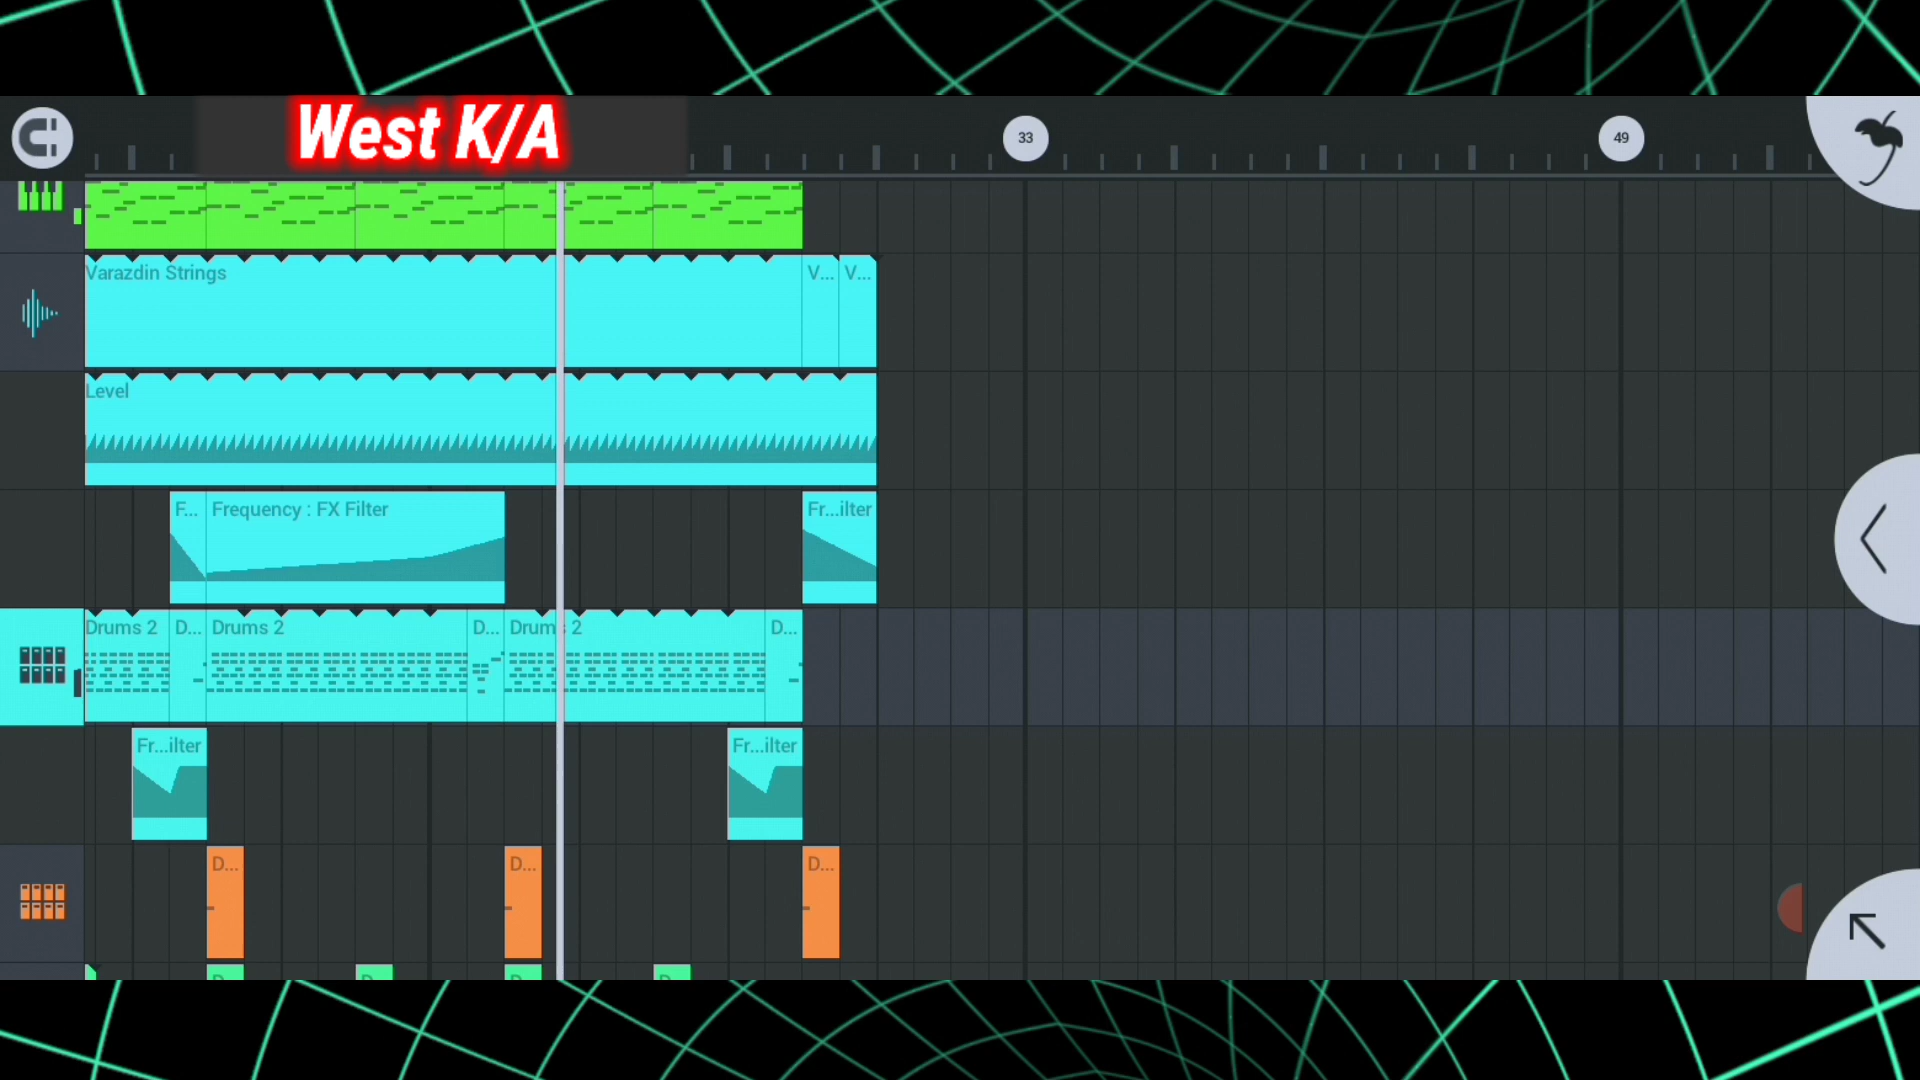 West K/A
33
49
Varazdin Strings
V...
V...
Level
F...
Frequency : FX Filter
Fr...ilter
Drums 2
D...
Drums 2
D...
Drums 2
D...
Fr...ilter
Fr...ilter
D...
D...
D...